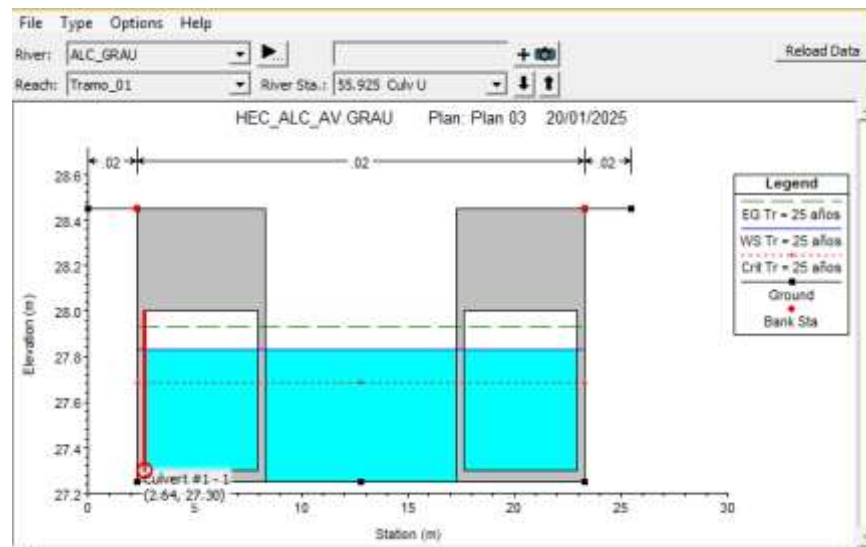 File Type Options Help
River: ALC_GRAU
Reload Data
Reach: Tramo_01 River Sta.: 55.925 Culv U
HEC_ALC_AV.GRAU Plan: Plan 03 20/01/2025
.02 .02 .02
28.6
28.4
28.2
28.0
27.8
27.6
27.4
27.2
Elevation (m)
Legend
EG Tr = 25 años
WS Tr = 25 años
Crit Tr = 25 años
Ground
Bank Sta
Culvert #1 - 1
(2.64, 27.30)
0 5 10 15 20 25 30
Station (m)